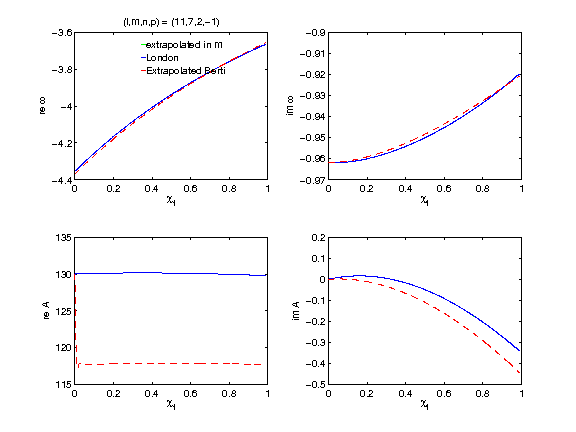 (l,m,n,p) = (11,7,2,−1)
−3.6
−3.8
−4
−4.2
−4.4
re ω
extrapolated in m
London
Extrapolated Berti
0 0.2 0.4 0.6 0.8 1
χf
−0.9
−0.91
−0.92
−0.93
−0.94
−0.95
−0.96
−0.97
im ω
0 0.2 0.4 0.6 0.8 1
χf
135
130
125
120
115
re A
0 0.2 0.4 0.6 0.8 1
χf
0.2
0.1
0
−0.1
−0.2
−0.3
−0.4
−0.5
im A
0 0.2 0.4 0.6 0.8 1
χf